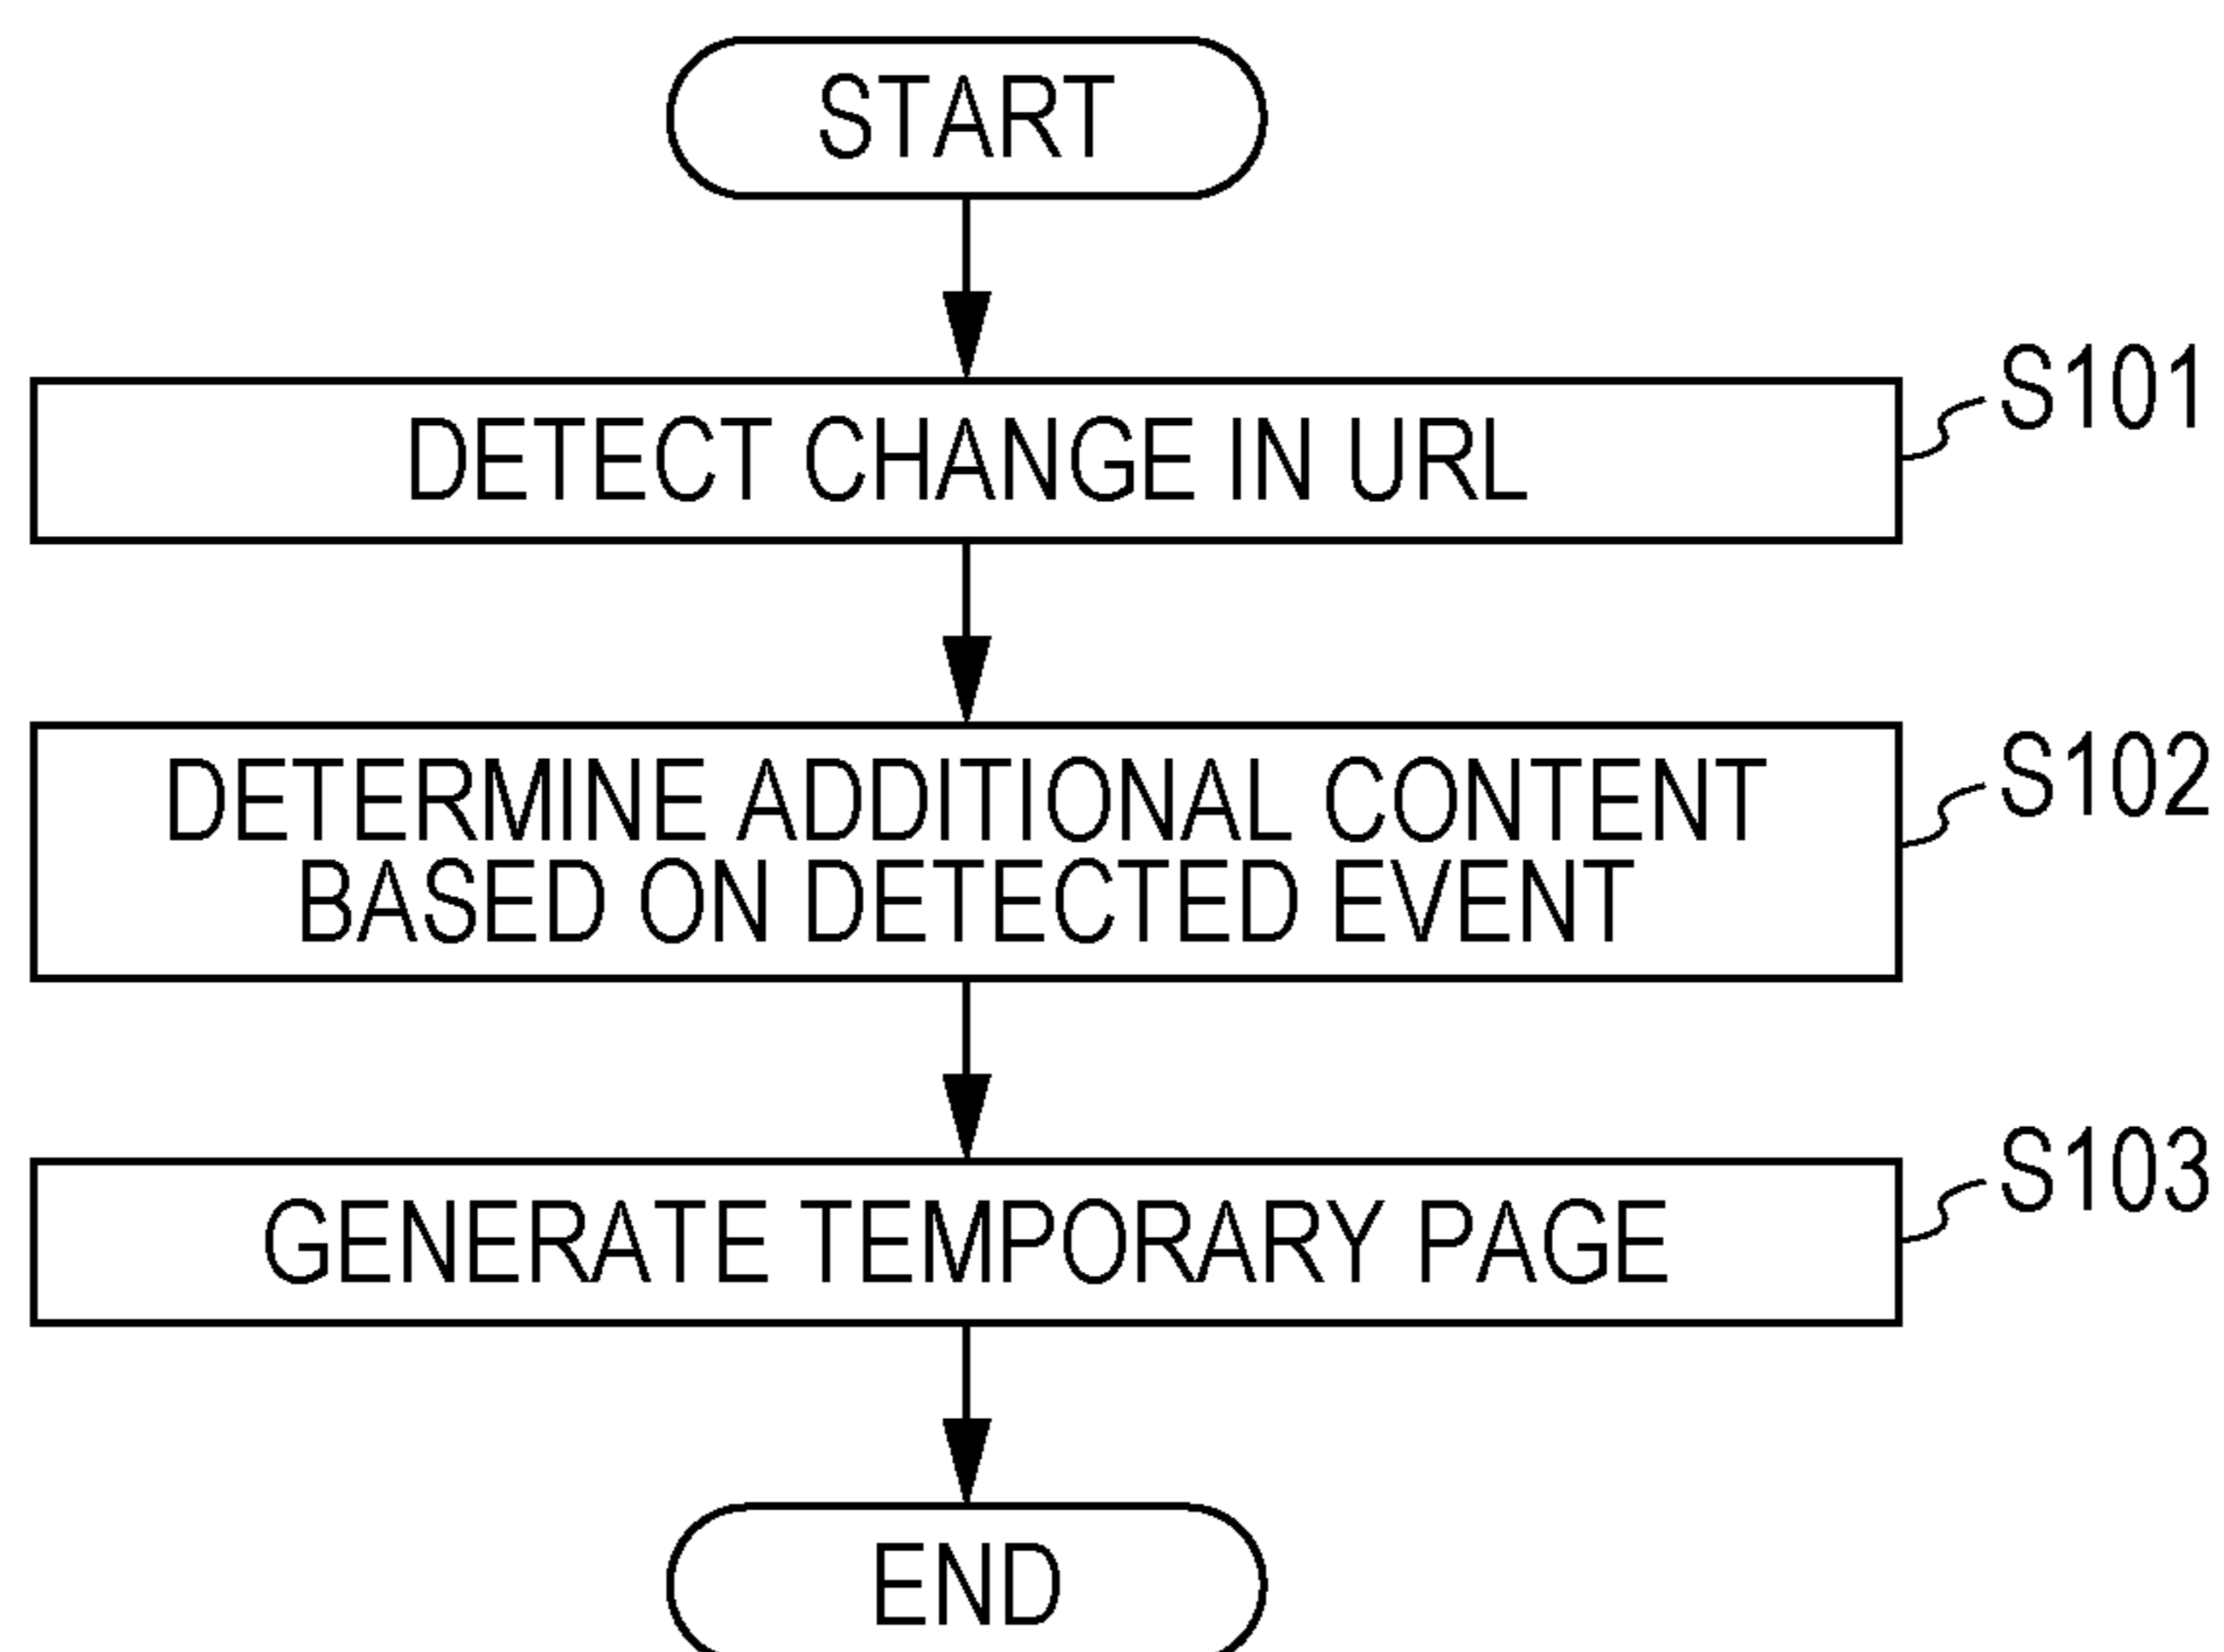 START
DETECT CHANGE IN URL
S101
DETERMINE ADDITIONAL CONTENT
BASED ON DETECTED EVENT
S102
GENERATE TEMPORARY PAGE
S103
END